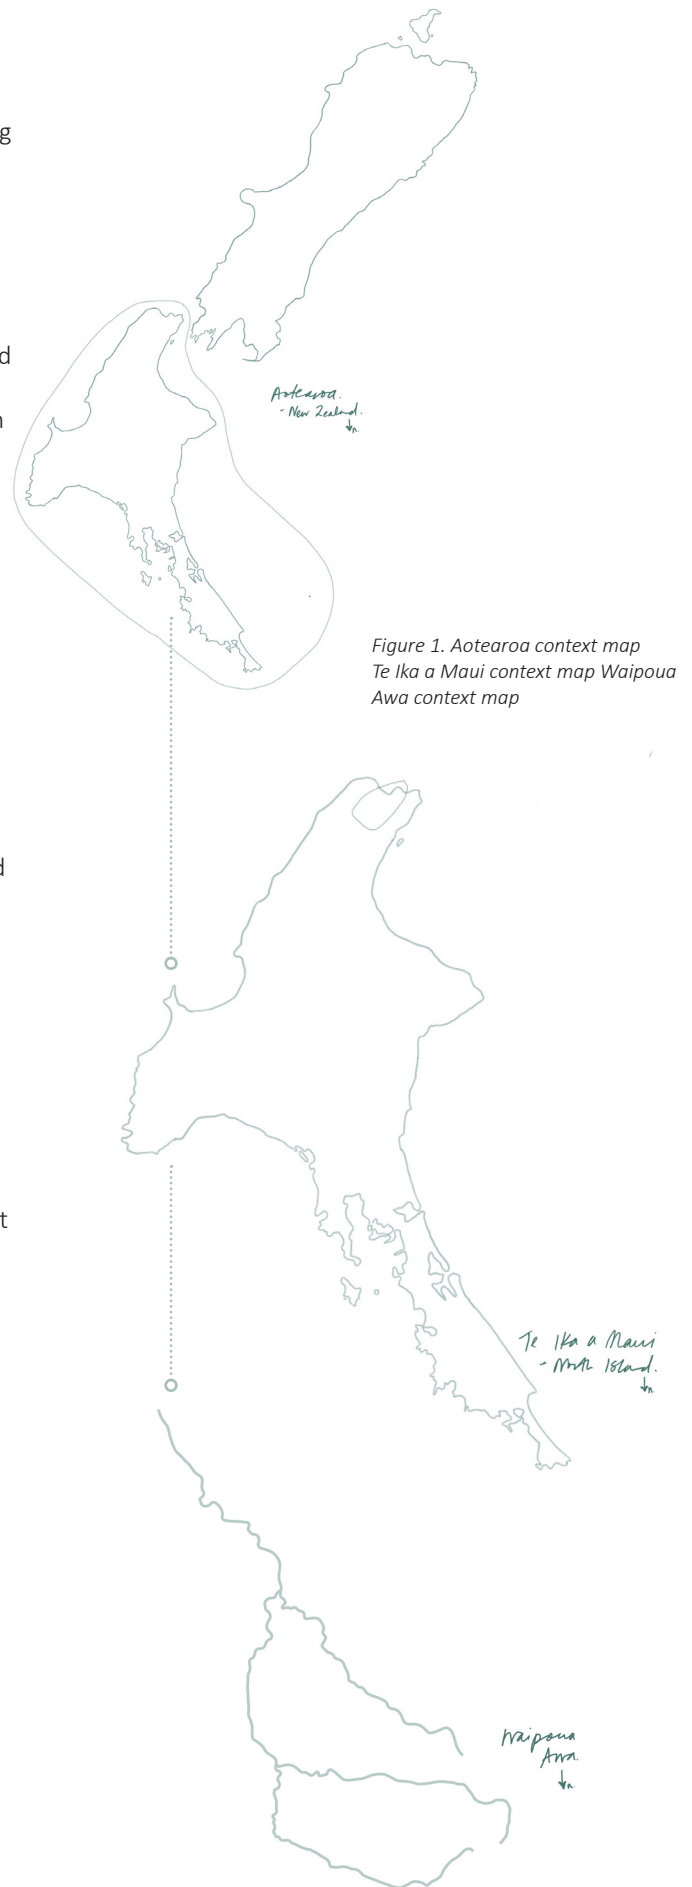 g
d
n
Aotearoa.
- New Zealand.
n.
Figure 1. Aotearoa context map
Te Ika a Maui context map Waipoua
Awa context map
d
t
Te Ika a Maui
- North Island.
n
Waipoua
Awa.
n